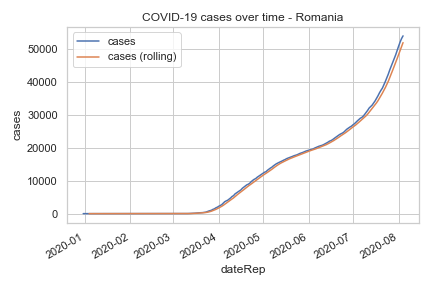 COVID-19 cases over time - Romania
cases
cases (rolling)
50000
40000
30000
20000
10000
0
cases
2020-01
2020-02
2020-03
2020-04
2020-05
2020-06
2020-07
2020-08
dateRep